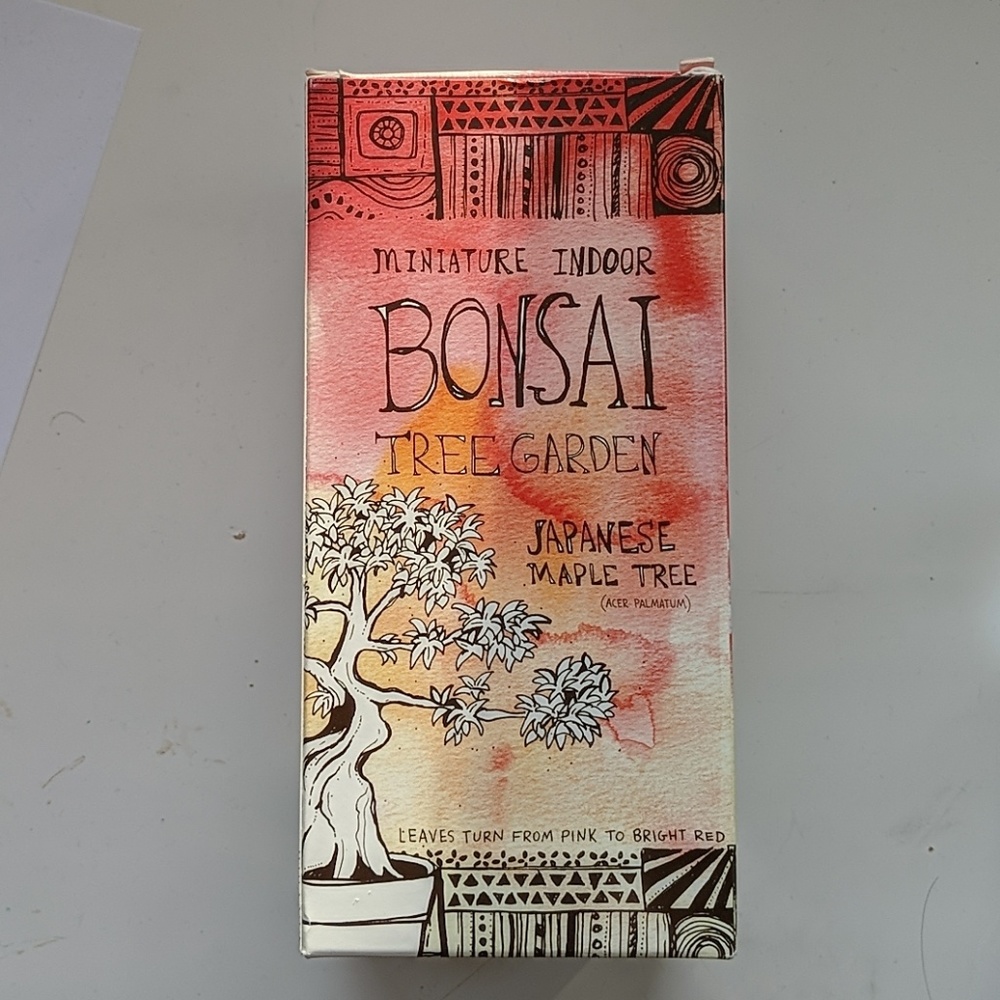 MINIATURE INDOOR
BONSAI
TREE GARDEN
JAPANESE
MAPLE TREE
(ACER PALMATUM)
LEAVES TURN FROM PINK TO BRIGHT RED